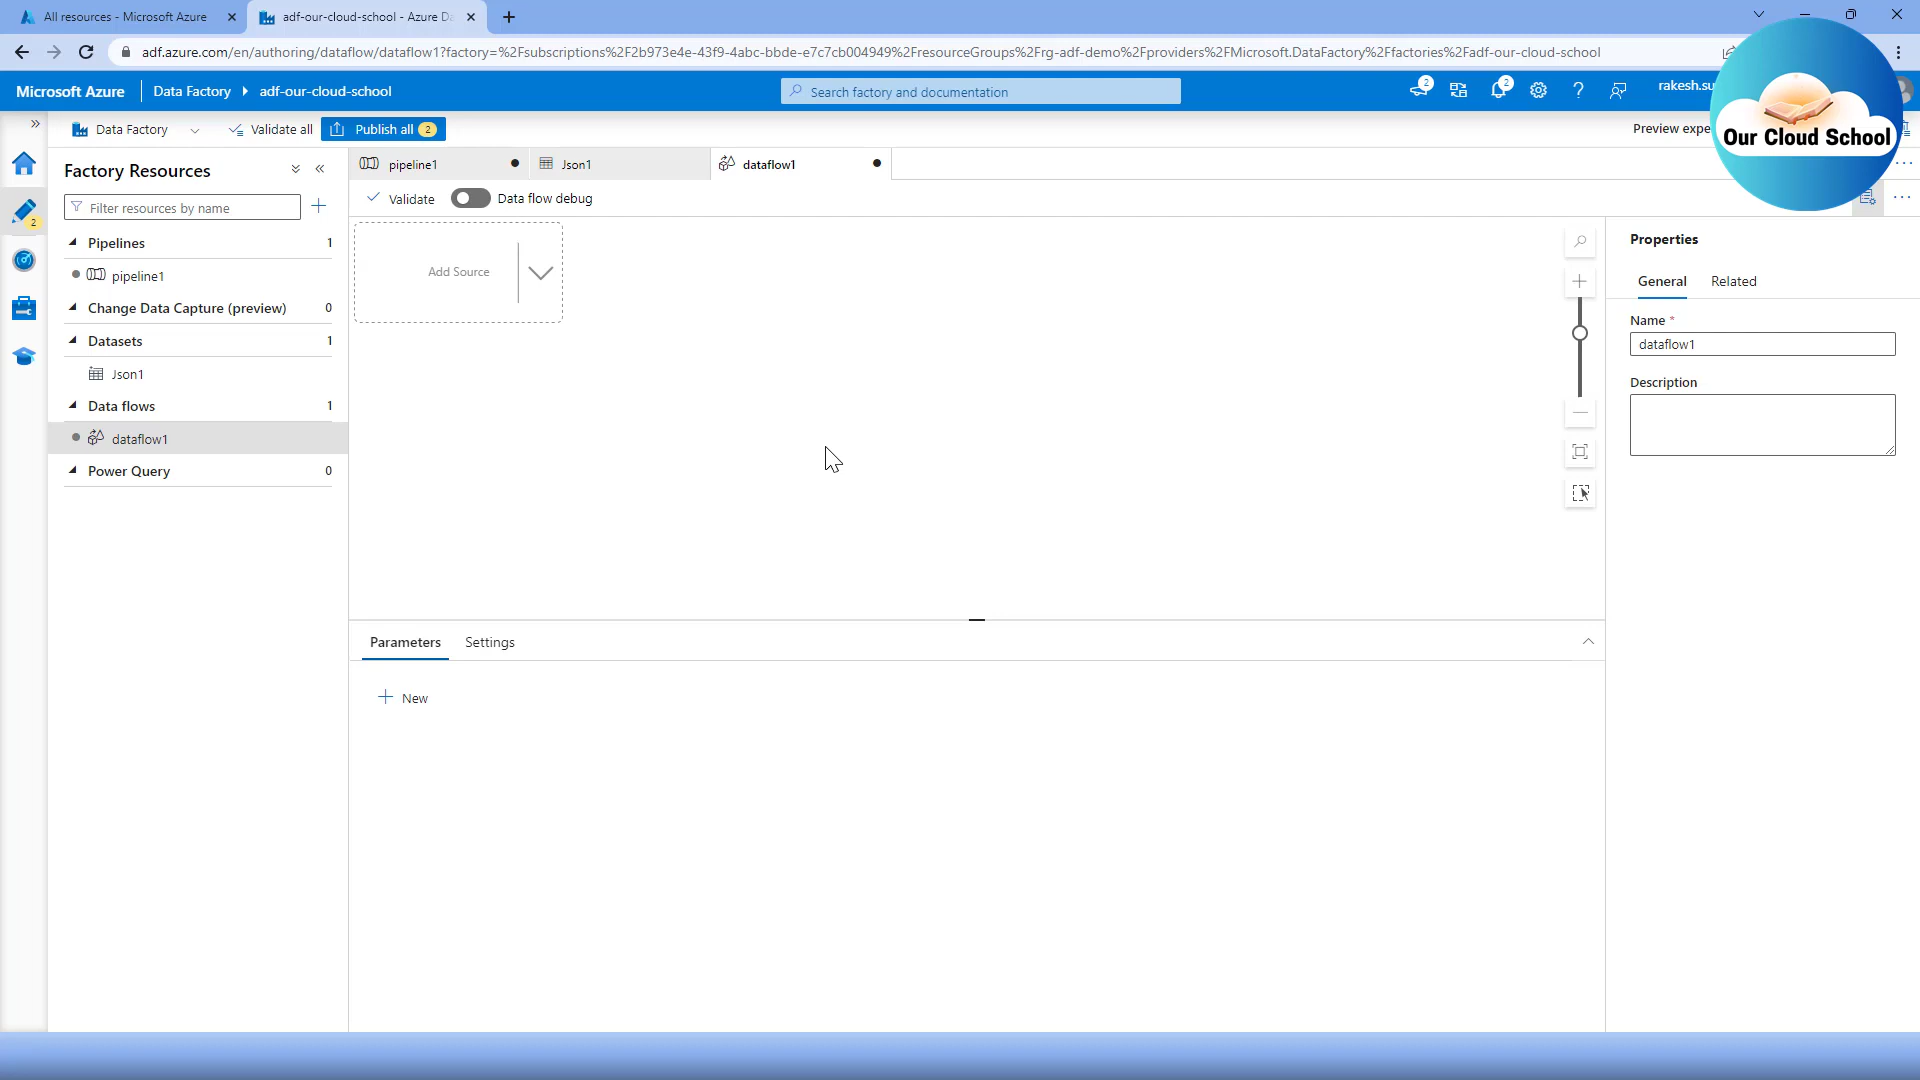 All resources - Microsoft Azure
adf-our-cloud-school - Azure Da
adf.azure.com/en/authoring/dataflow/dataflow1?factory=%2Fsubscriptions%2F2b973e4e-43f9-4abc-bbde-e7c7cb004949%2FresourceGroups%2Frg-adf-demo%2Fproviders%2FMicrosoft.DataFactory%2Ffactories%2Fadf-our-cloud-school
Microsoft Azure
Data Factory
adf-our-cloud-school
Search factory and documentation
2
2
rakesh.su
Data Factory
Validate all
Publish all 2
Preview expe
Our Cloud School
2
Factory Resources
Filter resources by name
Pipelines 1
pipeline1
Change Data Capture (preview) 0
Datasets 1
Json1
Data flows 1
dataflow1
Power Query 0
pipeline1
Json1
dataflow1
Validate
Data flow debug
Add Source
Parameters
Settings
New
Properties
General
Related
Name *
dataflow1
Description